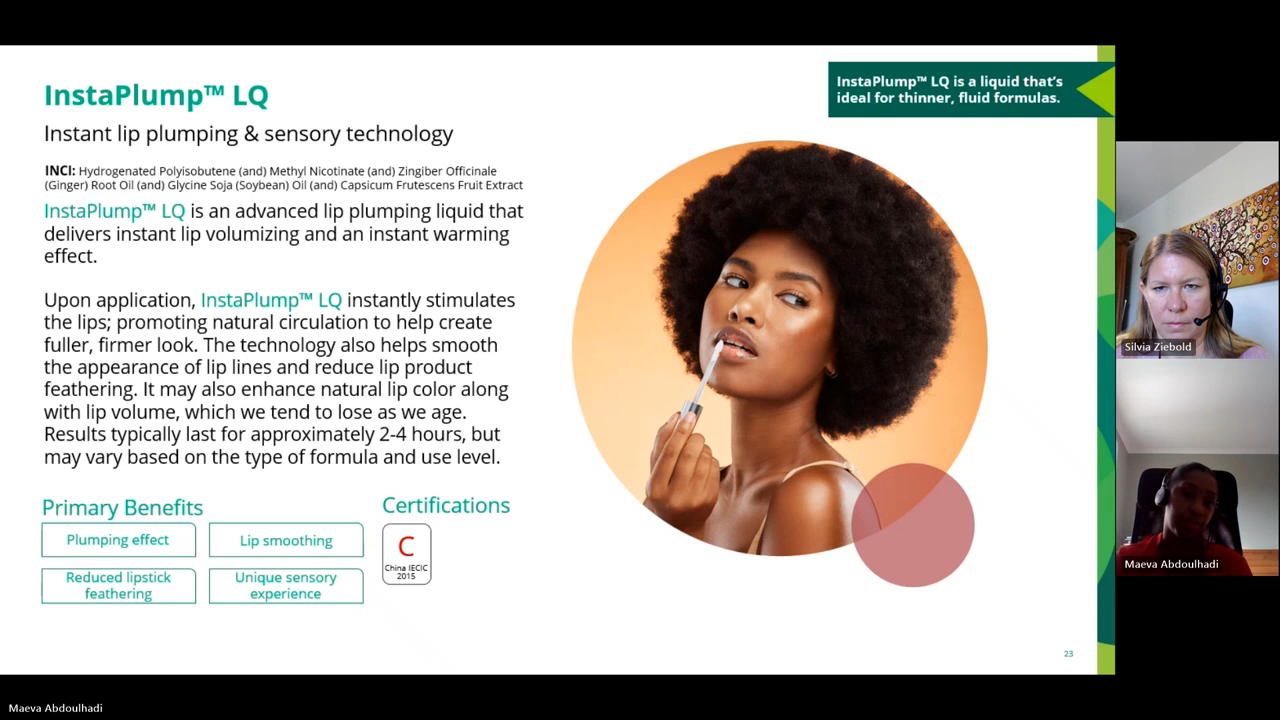 InstaPlump™ LQ
Instant lip plumping & sensory technology
INCI: Hydrogenated Polyisobutene (and) Methyl Nicotinate (and) Zingiber Officinale
(Ginger) Root Oil (and) Glycine Soja (Soybean) Oil (and) Capsicum Frutescens Fruit Extract
InstaPlump™ LQ is an advanced lip plumping liquid that
delivers instant lip volumizing and an instant warming
effect.
Upon application, InstaPlump™ LQ instantly stimulates
the lips; promoting natural circulation to help create
fuller, firmer look. The technology also helps smooth
the appearance of lip lines and reduce lip product
feathering. It may also enhance natural lip color along
with lip volume, which we tend to lose as we age.
Results typically last for approximately 2-4 hours, but
may vary based on the type of formula and use level.
Primary Benefits
Plumping effect
Lip smoothing
Reduced lipstick
feathering
Unique sensory
experience
Certifications
C
China IECIC
2015
InstaPlump™ LQ is a liquid that's
ideal for thinner, fluid formulas.
23
Silvia Ziebold
Maeva Abdoulhadi
Maeva Abdoulhadi